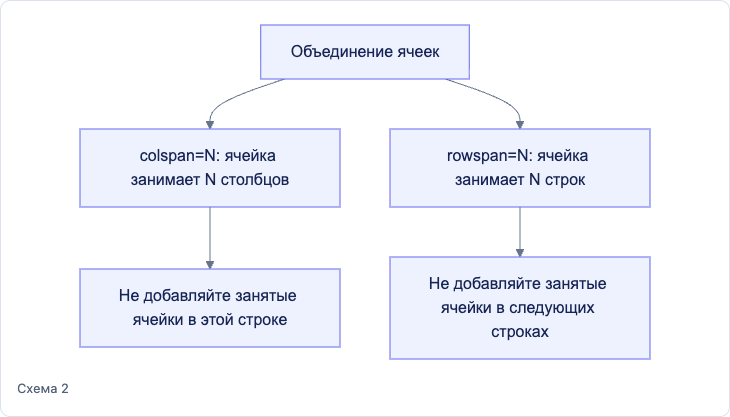 Объединение ячеек
colspan=N: ячейка
занимает N столбцов
rowspan=N: ячейка
занимает N строк
Не добавляйте занятые
ячейки в этой строке
Не добавляйте занятые
ячейки в следующих
строках
Схема 2